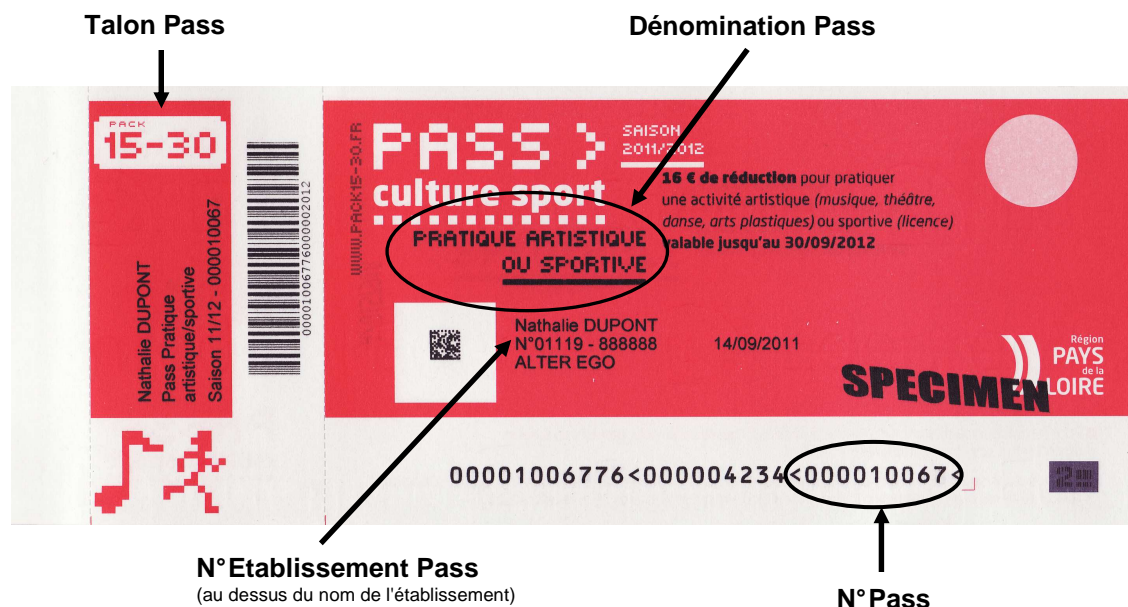 Talon Pass
Dénomination Pass
PACK
15-30
Nathalie DUPONT
Pass Pratique
artistique/sportive
Saison 11/12 - 000010067
00001006776000002012
WWW.PACK15-30.FR
PASS >
culture sport
SAISON
2011/2012
PRATIQUE ARTISTIQUE
OU SPORTIVE
16 € de réduction pour pratiquer
une activité artistique (musique, théâtre,
danse, arts plastiques) ou sportive (licence)
valable jusqu'au 30/09/2012
Nathalie DUPONT
N°01119 - 888888
14/09/2011
ALTER EGO
Région
PAYS
de la
LOIRE
SPECIMEN
00001006776<000004234<000010067<
N°Etablissement Pass
(au dessus du nom de l'établissement)
N°Pass